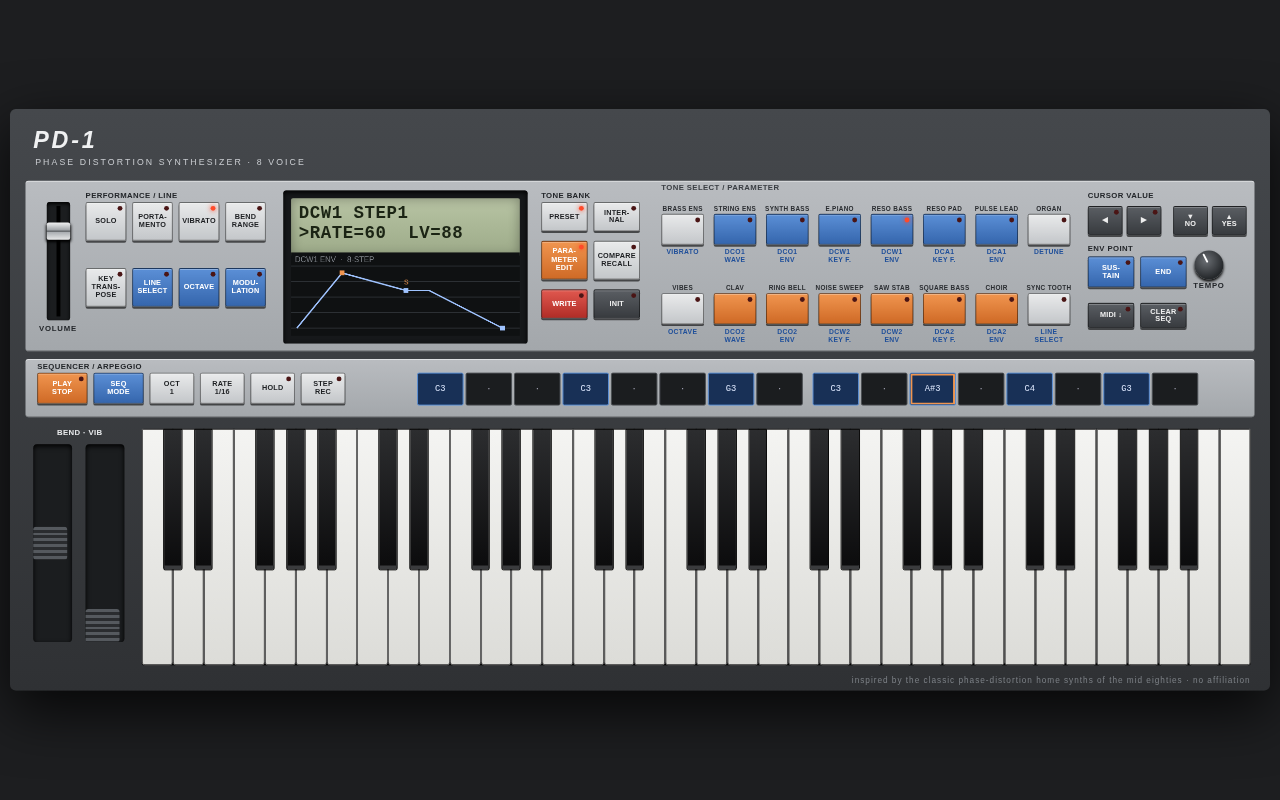 PD-1
PHASE DISTORTION SYNTHESIZER · 8 VOICE
PERFORMANCE / LINE
SOLO
PORTA-
MENTO
VIBRATO
BEND
RANGE
KEY
TRANS-
POSE
LINE
SELECT
OCTAVE
MODU-
LATION
VOLUME
DCW1 STEP1
>RATE=60 LV=88
DCW1 ENV · 8-STEP
S
TONE BANK
PRESET
INTER-
NAL
PARA-
METER
EDIT
COMPARE
RECALL
WRITE
INIT
TONE SELECT / PARAMETER
BRASS ENS
STRING ENS
SYNTH BASS
E.PIANO
RESO BASS
RESO PAD
PULSE LEAD
ORGAN
VIBRATO
DCO1
WAVE
DCO1
ENV
DCW1
KEY F.
DCW1
ENV
DCA1
KEY F.
DCA1
ENV
DETUNE
VIBES
CLAV
RING BELL
NOISE SWEEP
SAW STAB
SQUARE BASS
CHOIR
SYNC TOOTH
OCTAVE
DCO2
WAVE
DCO2
ENV
DCW2
KEY F.
DCW2
ENV
DCA2
KEY F.
DCA2
ENV
LINE
SELECT
CURSOR VALUE
◀
▶
▼
NO
▲
YES
ENV POINT
SUS-
TAIN
END
TEMPO
MIDI ↓
CLEAR
SEQ
SEQUENCER / ARPEGGIO
PLAY
STOP
SEQ
MODE
OCT
1
RATE
1/16
HOLD
STEP
REC
C3 · · C3 · · G3 · C3 · A#3 · C4 · G3 ·
BEND · VIB
inspired by the classic phase-distortion home synths of the mid eighties · no affiliation